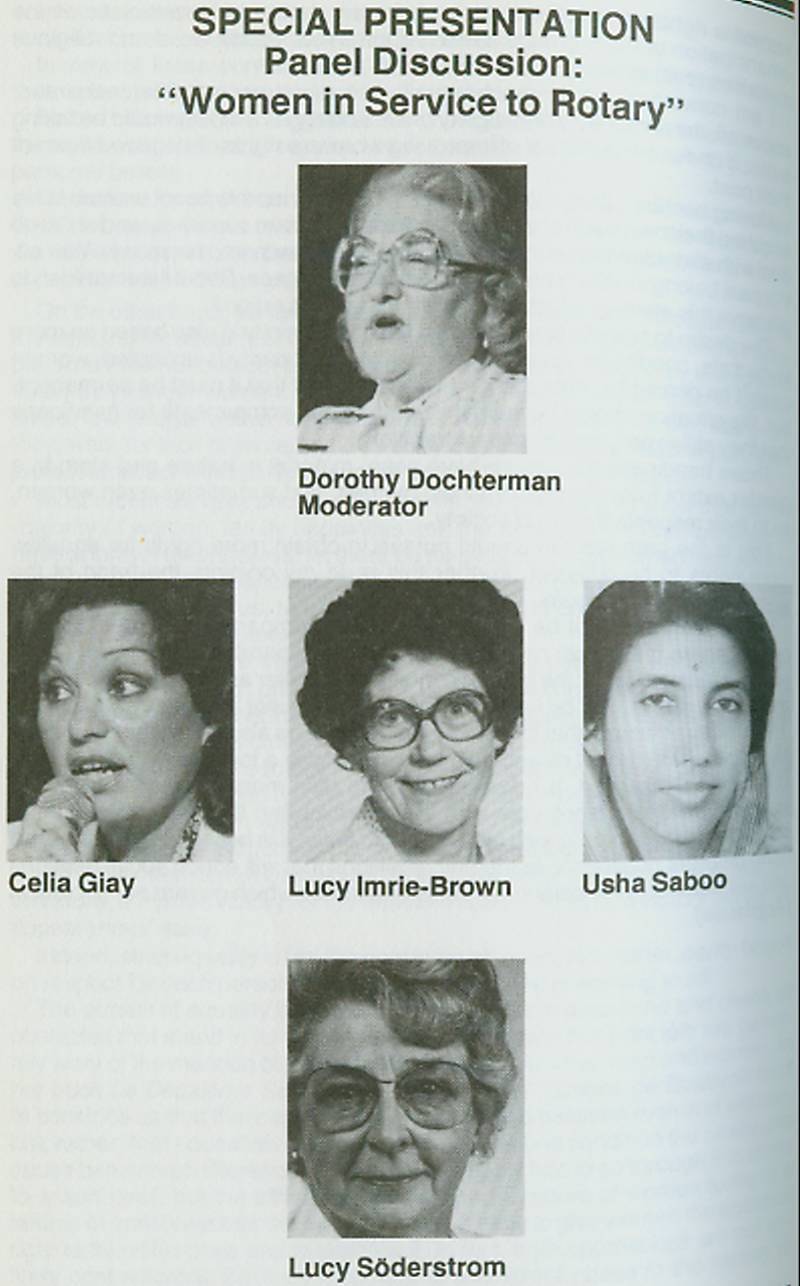 SPECIAL PRESENTATION
Panel Discussion:
“Women in Service to Rotary”
Dorothy Dochterman
Moderator
Celia Giay
Lucy Imrie-Brown
Usha Saboo
Lucy Söderstrom